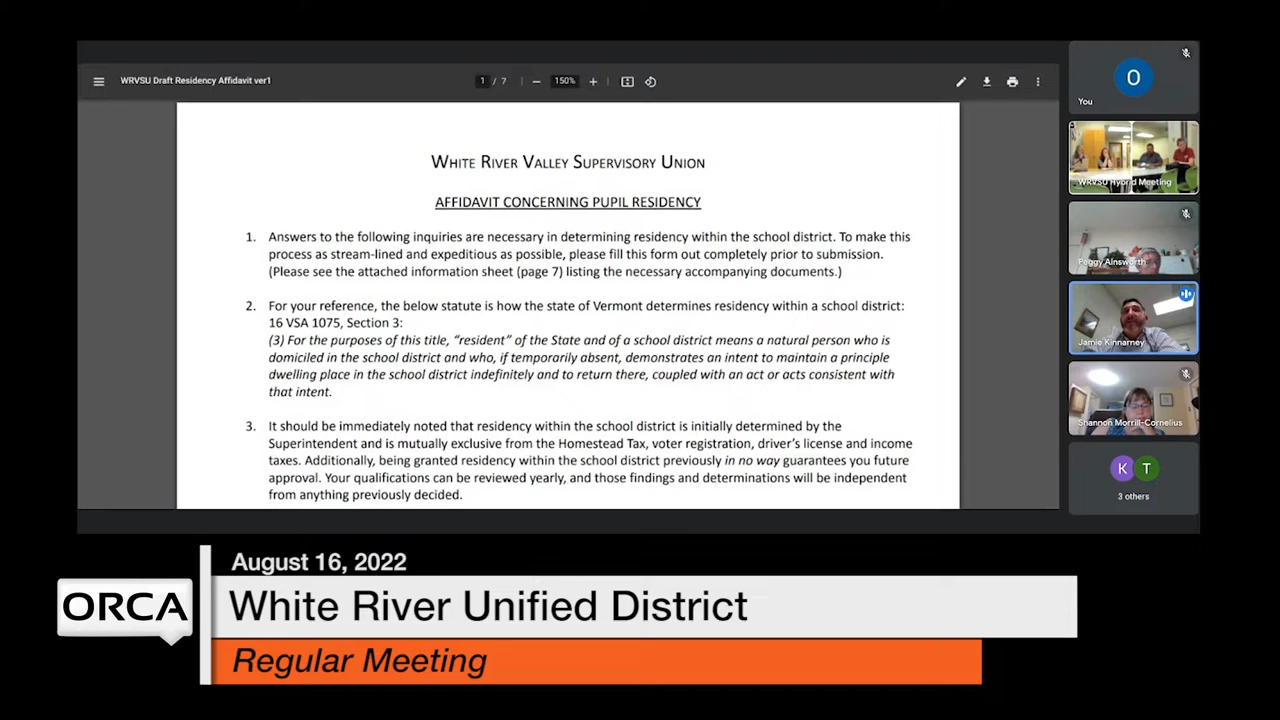 WRVSU Draft Residency Affidavit ver1
1 / 7
150%
WHITE RIVER VALLEY SUPERVISORY UNION
AFFIDAVIT CONCERNING PUPIL RESIDENCY
1. Answers to the following inquiries are necessary in determining residency within the school district. To make this
process as stream-lined and expeditious as possible, please fill this form out completely prior to submission.
(Please see the attached information sheet (page 7) listing the necessary accompanying documents.)
2. For your reference, the below statute is how the state of Vermont determines residency within a school district:
16 VSA 1075, Section 3:
(3) For the purposes of this title, “resident” of the State and of a school district means a natural person who is
domiciled in the school district and who, if temporarily absent, demonstrates an intent to maintain a principle
dwelling place in the school district indefinitely and to return there, coupled with an act or acts consistent with
that intent.
3. It should be immediately noted that residency within the school district is initially determined by the
Superintendent and is mutually exclusive from the Homestead Tax, voter registration, driver’s license and income
taxes. Additionally, being granted residency within the school district previously in no way guarantees you future
approval. Your qualifications can be reviewed yearly, and those findings and determinations will be independent
from anything previously decided.
O
You
WRVSU Hybrid Meeting
Peggy Ainsworth
Jamie Kinnarney
Shannon Morrill-Cornelius
K T
3 others
August 16, 2022
ORCA
White River Unified District
Regular Meeting